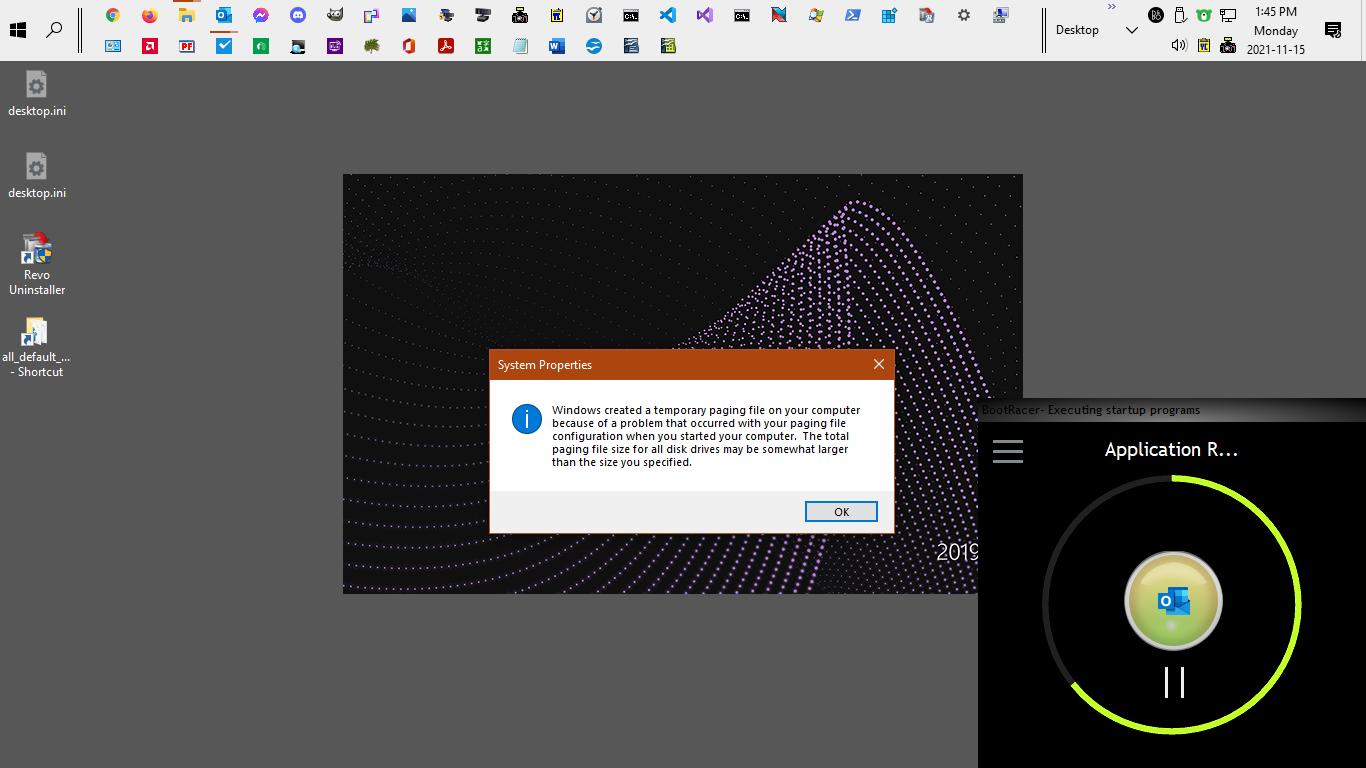 Desktop
1:45 PM
Monday
2021-11-15
desktop.ini
desktop.ini
Revo
Uninstaller
all_default_...
- Shortcut
System Properties
Windows created a temporary paging file on your computer
because of a problem that occurred with your paging file
configuration when you started your computer.  The total
paging file size for all disk drives may be somewhat larger
than the size you specified.
OK
2019
BootRacer- Executing startup programs
Application R...